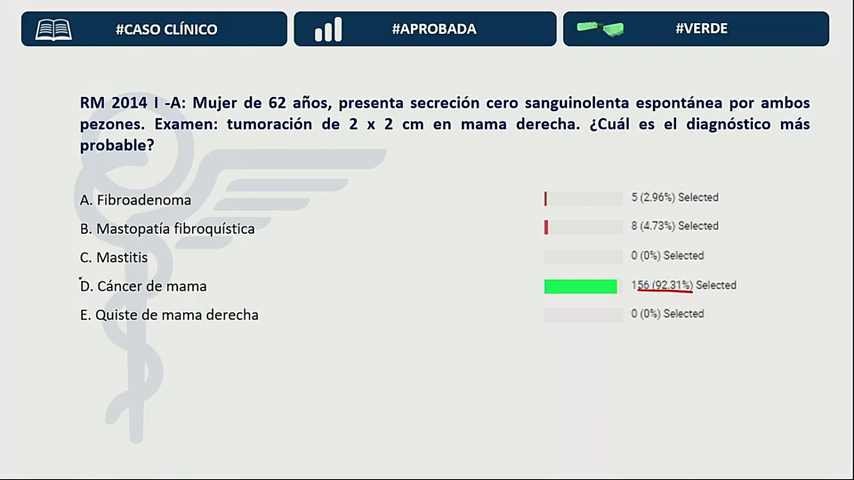 #CASO CLÍNICO
#APROBADA
#VERDE
RM 2014 I -A: Mujer de 62 años, presenta secreción cero sanguinolenta espontánea por ambos
pezones. Examen: tumoración de 2 x 2 cm en mama derecha. ¿Cuál es el diagnóstico más
probable?
A. Fibroadenoma
5 (2.96%) Selected
B. Mastopatía fibroquística
8 (4.73%) Selected
C. Mastitis
0 (0%) Selected
D. Cáncer de mama
156 (92.31%) Selected
E. Quiste de mama derecha
0 (0%) Selected